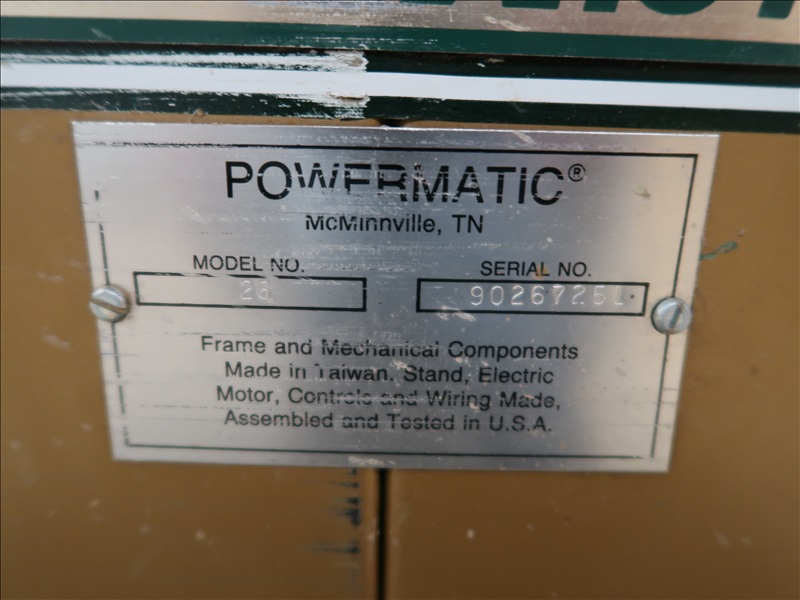 POWERMATIC®
McMinnville, TN
MODEL NO. SERIAL NO.
90267251
Frame and Mechanical Components
Made in Taiwan. Stand, Electric
Motor, Controls and Wiring Made,
Assembled and Tested in U.S.A.